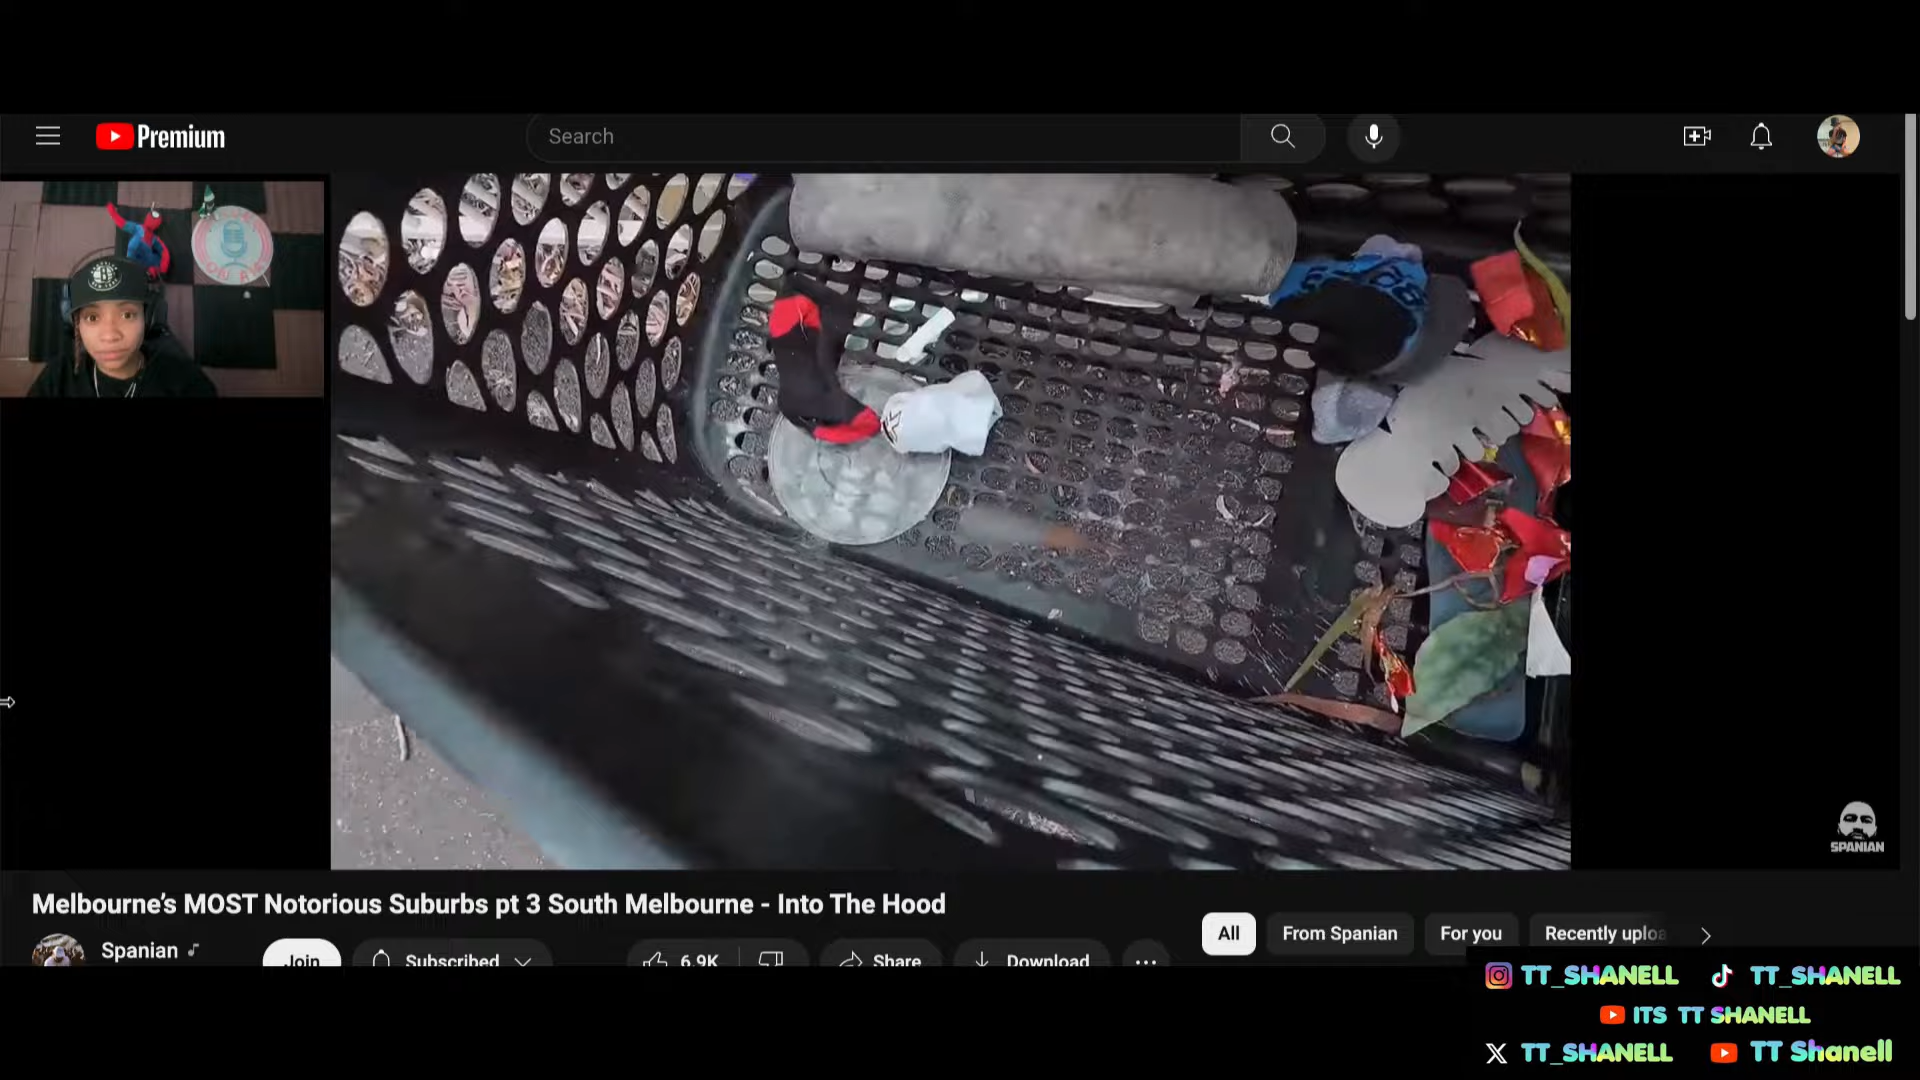 Premium
Search
SPANIAN
Melbourne's MOST Notorious Suburbs pt 3 South Melbourne - Into The Hood
All
From Spanian
For you
Recently uploa
Spanian
Join
Subscribed
6.9K
Share
Download
TT_SHANELL
TT_SHANELL
ITS TT SHANELL
TT_SHANELL
TT Shanell